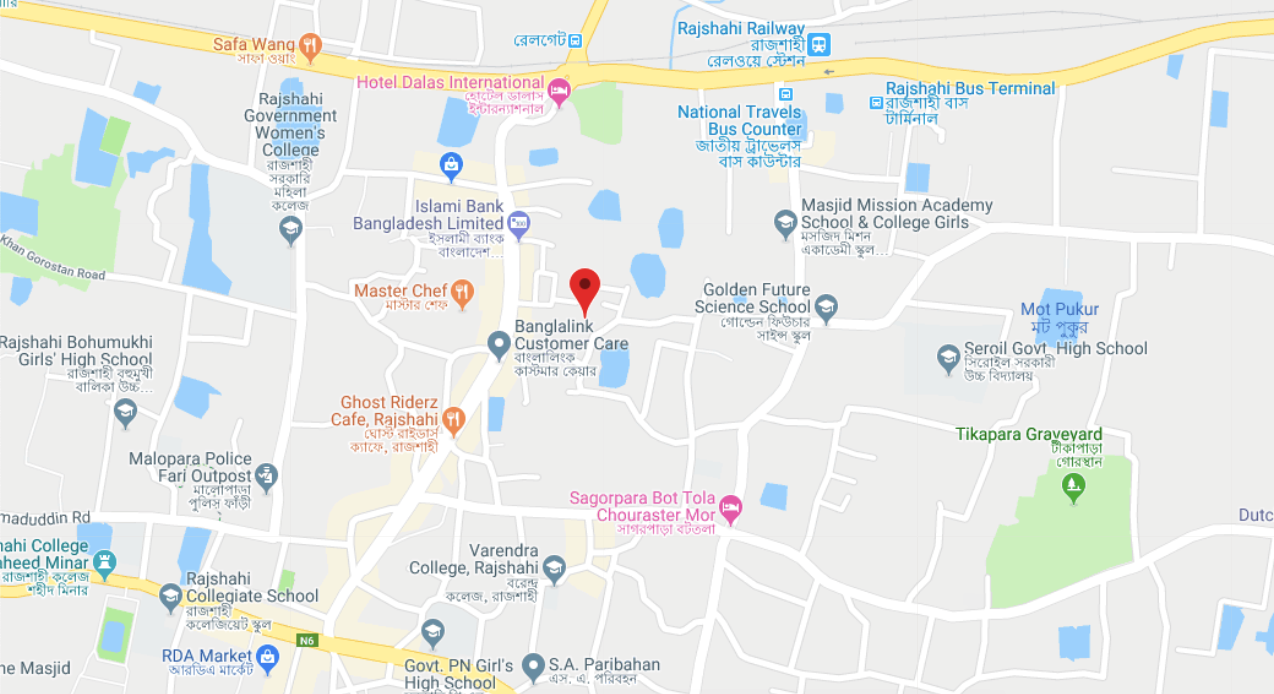 Safa Wang
সাফা ওয়াং
রেলগেট
Rajshahi Railway
রাজশাহী
রেলওয়ে স্টেশন
Hotel Dalas International
হোটেল ডালাস
ইন্টারন্যাশনাল
Rajshahi
Government
Women's
College
রাজশাহী
সরকারি
মহিলা
কলেজ
National Travels
Bus Counter
জাতীয় ট্রাভেলস
বাস কাউন্টার
Rajshahi Bus Terminal
রাজশাহী বাস
টার্মিনাল
Islami Bank
Bangladesh Limited
ইসলামী ব্যাংক
বাংলাদেশ...
Masjid Mission Academy
School & College Girls
মসজিদ মিশন
একাডেমী স্কুল...
Khan Gorostan Road
Master Chef
মাস্টার শেফ
Golden Future
Science School
গোল্ডেন ফিউচার
সাইন্স স্কুল
Mot Pukur
মট পুকুর
Banglalink
Customer Care
বাংলালিংক
কাস্টমার কেয়ার
Rajshahi Bohumukhi
Girls' High School
রাজশাহী বহুমুখী
বালিকা উচ্চ...
Seroil Govt. High School
সিরোইল সরকারী
উচ্চ বিদ্যালয়
Ghost Riderz
Cafe, Rajshahi
ঘোস্ট রাইডার্স
ক্যাফে, রাজশাহী
Tikapara Graveyard
টীকাপাড়া
গোরস্থান
Malopara Police
Fari Outpost
মালোপাড়া
পুলিস ফাঁড়ী
Sagorpara Bot Tola
Chouraster Mor
সাগরপাড়া বটতলা
maduddin Rd
Dutc
hahi College
aheed Minar
রাজশাহী কলেজ
শহীদ মিনার
Varendra
College, Rajshahi
বরেন্দ্র
কলেজ, রাজশাহী
Rajshahi
Collegiate School
রাজশাহী
কলেজিয়েট স্কুল
N6
RDA Market
আরডিএ মার্কেট
Govt. PN Girl's
High School
S.A. Paribahan
এস. এ. পরিবহন
ne Masjid